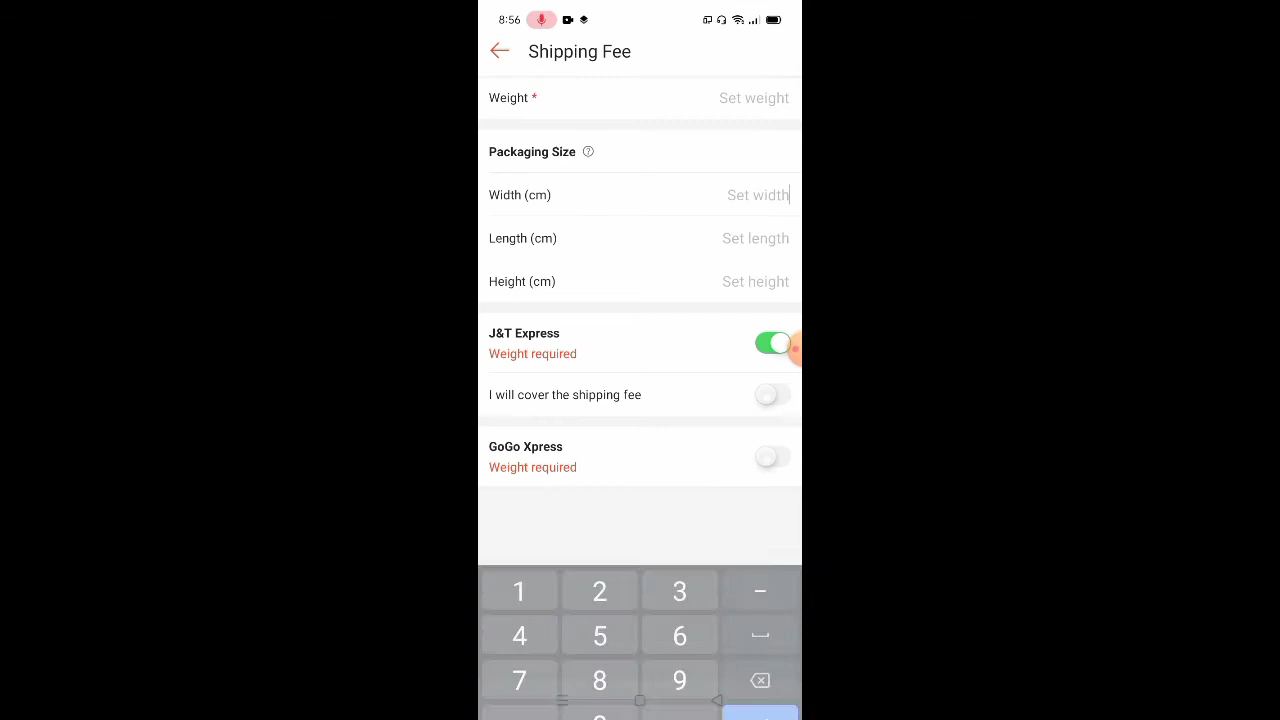 8:56
Shipping Fee
Weight * Set weight
Packaging Size ?
Width (cm) Set width
Length (cm) Set length
Height (cm) Set height
J&T Express
Weight required
I will cover the shipping fee
GoGo Xpress
Weight required
1 2 3 -
4 5 6
7 8 9